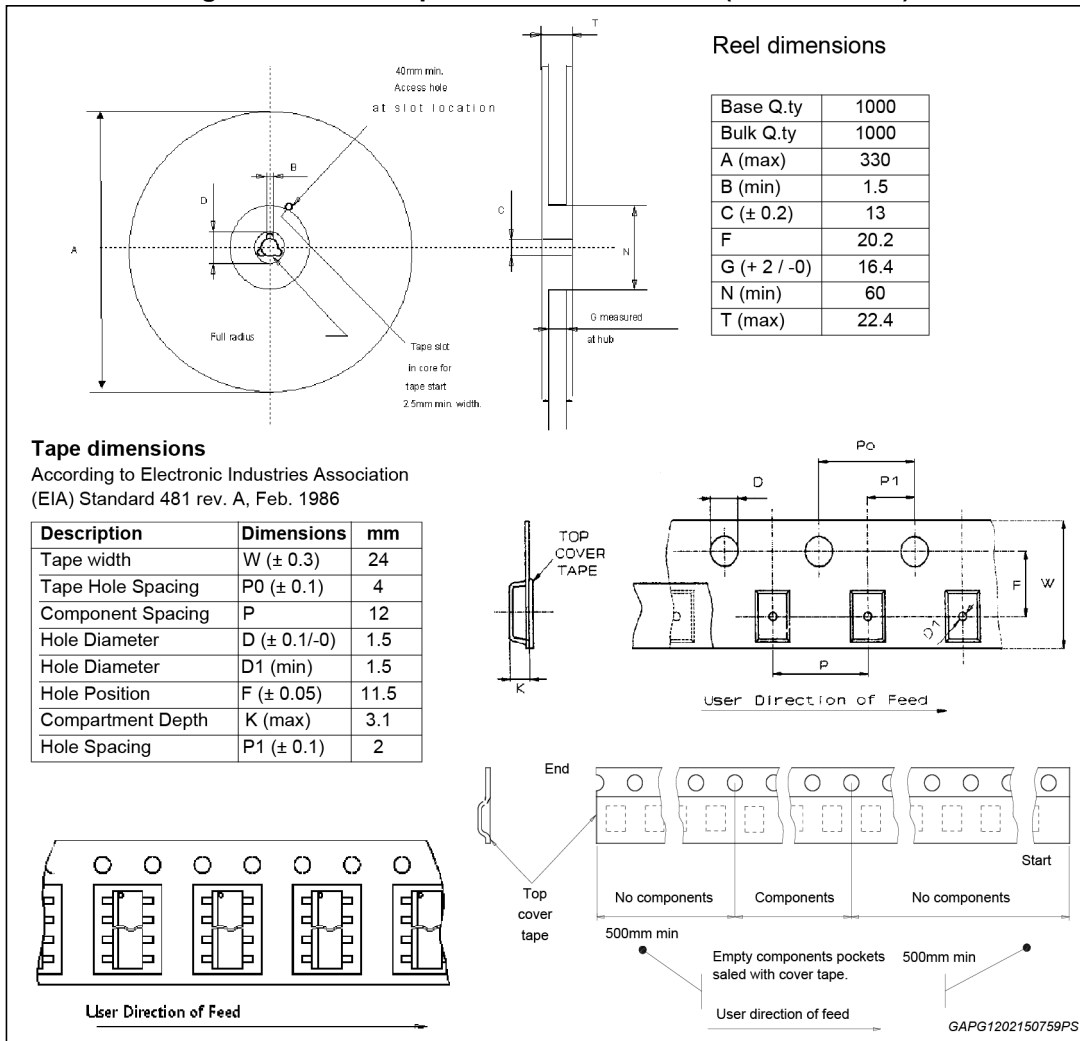 T
40mm min.
Access hole
at slot location
B
D
A
C
N
Full radius
Tape slot
in core for
tape start
2.5mm min. width.
G measured
at hub
Reel dimensions
Base Q.ty 1000
Bulk Q.ty 1000
A (max) 330
B (min) 1.5
C (± 0.2) 13
F 20.2
G (+ 2 / -0) 16.4
N (min) 60
T (max) 22.4
Tape dimensions
According to Electronic Industries Association
(EIA) Standard 481 rev. A, Feb. 1986
Description Dimensions mm
Tape width W (± 0.3) 24
Tape Hole Spacing P0 (± 0.1) 4
Component Spacing P 12
Hole Diameter D (± 0.1/-0) 1.5
Hole Diameter D1 (min) 1.5
Hole Position F (± 0.05) 11.5
Compartment Depth K (max) 3.1
Hole Spacing P1 (± 0.1) 2
TOP
COVER
TAPE
K
Po
D
P1
F
W
D1
P
User Direction of Feed
End
Start
Top
cover
tape
No components
Components
No components
500mm min
Empty components pockets
saled with cover tape.
500mm min
User direction of feed
User Direction of Feed
GAPG1202150759PS